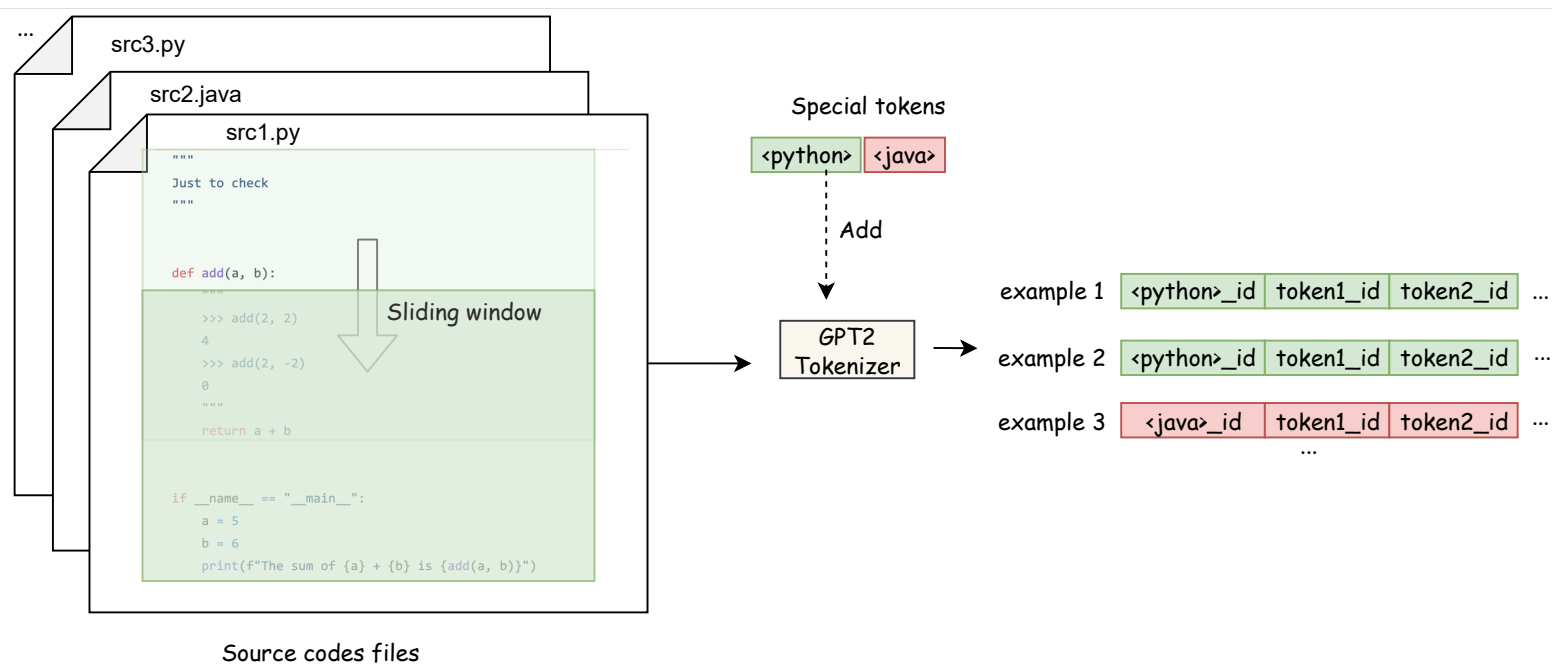 ...
src3.py
src2.java
src1.py
"""
Just to check
"""
def add(a, b):
"""
>>> add(2, 2)
4
>>> add(2, -2)
0
"""
return a + b
if __name__ == "__main__":
a = 5
b = 6
print(f"The sum of {a} + {b} is {add(a, b)}")
Sliding window
Source codes files
Special tokens
<python> <java>
Add
GPT2
Tokenizer
example 1 <python>_id token1_id token2_id ...
example 2 <python>_id token1_id token2_id ...
example 3 <java>_id token1_id token2_id ...
...